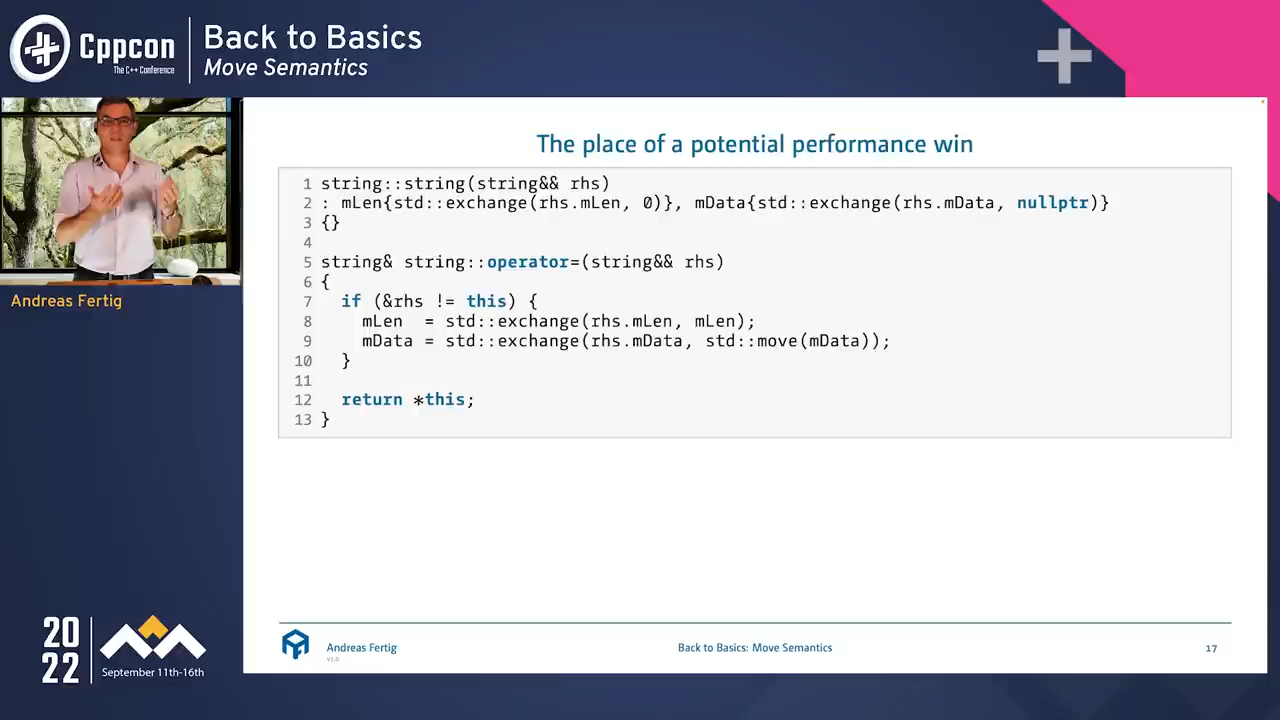 Cppcon
The C++ Conference
Back to Basics
Move Semantics
Andreas Fertig
20
22
September 11th-16th
The place of a potential performance win
1 string::string(string&& rhs)
2 : mLen{std::exchange(rhs.mLen, 0)}, mData{std::exchange(rhs.mData, nullptr)}
3 {}
4
5 string& string::operator=(string&& rhs)
6 {
7 if (&rhs != this) {
8 mLen = std::exchange(rhs.mLen, mLen);
9 mData = std::exchange(rhs.mData, std::move(mData));
10 }
11
12 return *this;
13 }
Andreas Fertig
v1.0
Back to Basics: Move Semantics
17